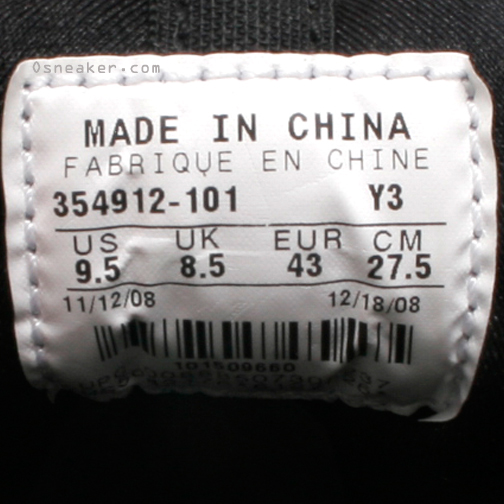 0sneaker.com
MADE IN CHINA
FABRIQUE EN CHINE
354912-101 Y3
US UK EUR CM
9.5 8.5 43 27.5
11/12/08 12/18/08